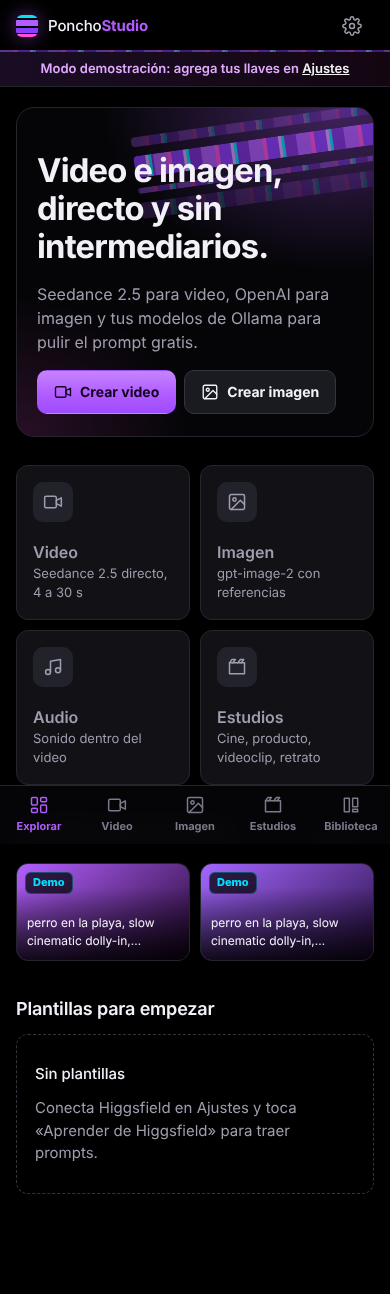 PonchoStudio
Modo demostración: agrega tus llaves en Ajustes
Video e imagen,
directo y sin
intermediarios.
Seedance 2.5 para video, OpenAI para
imagen y tus modelos de Ollama para
pulir el prompt gratis.
Crear video
Crear imagen
Video
Seedance 2.5 directo,
4 a 30 s
Imagen
gpt-image-2 con
referencias
Audio
Sonido dentro del
video
Estudios
Cine, producto,
videoclip, retrato
Explorar
Video
Imagen
Estudios
Biblioteca
Demo
perro en la playa, slow
cinematic dolly-in,...
Demo
perro en la playa, slow
cinematic dolly-in,...
Plantillas para empezar
Sin plantillas
Conecta Higgsfield en Ajustes y toca
«Aprender de Higgsfield» para traer
prompts.